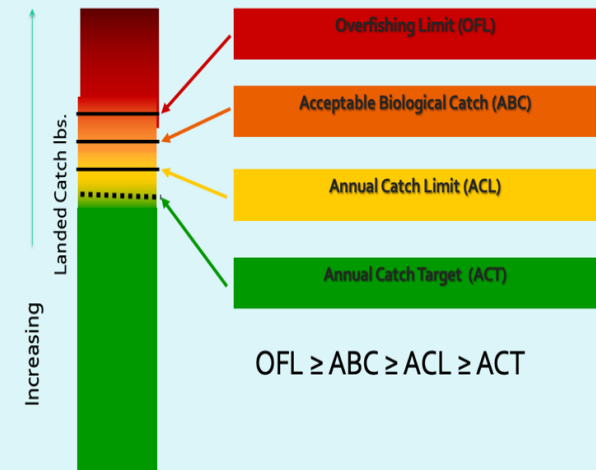 Overfishing Limit (OFL)
Acceptable Biological Catch (ABC)
Annual Catch Limit (ACL)
Annual Catch Target (ACT)
OFL ≥ ABC ≥ ACL ≥ ACT
Landed Catch lbs.
Increasing